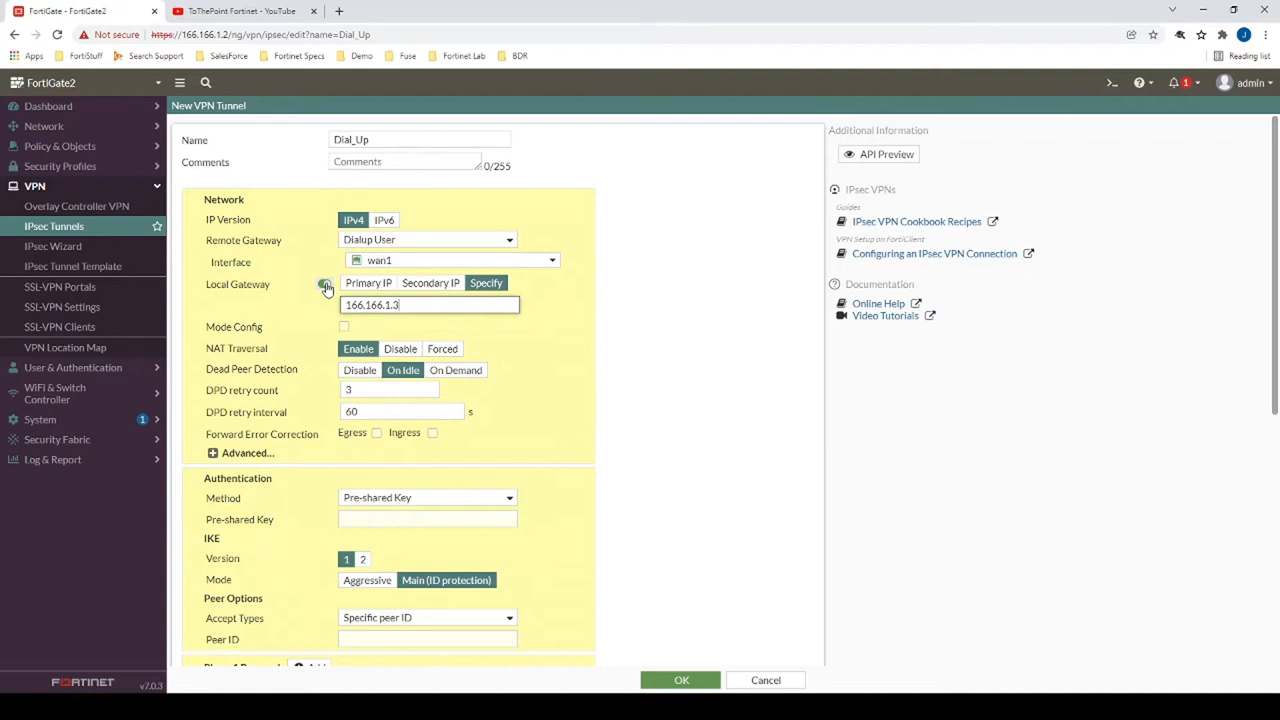 FortiGate - FortiGate2
ToThePoint Fortinet - YouTube
Not secure https://166.166.1.2/ng/vpn/ipsec/edit?name=Dial_Up
Apps FortiStuff Search Support SalesForce Fortinet Specs Demo Fuse Fortinet Lab BDR Reading list
FortiGate2
admin
1
New VPN Tunnel
Dashboard
Network
Policy & Objects
Security Profiles
VPN
Overlay Controller VPN
IPsec Tunnels
IPsec Wizard
IPsec Tunnel Template
SSL-VPN Portals
SSL-VPN Settings
SSL-VPN Clients
VPN Location Map
User & Authentication
WiFi & Switch
Controller
System 1
Security Fabric
Log & Report
FORTINET v7.0.3
Name Dial_Up
Comments Comments 0/255
Network
IP Version IPv4 IPv6
Remote Gateway Dialup User
Interface wan1
Local Gateway Primary IP Secondary IP Specify
166.166.1.3
Mode Config
NAT Traversal Enable Disable Forced
Dead Peer Detection Disable On Idle On Demand
DPD retry count 3
DPD retry interval 60 s
Forward Error Correction Egress Ingress
Advanced...
Authentication
Method Pre-shared Key
Pre-shared Key
IKE
Version 1 2
Mode Aggressive Main (ID protection)
Peer Options
Accept Types Specific peer ID
Peer ID
OK Cancel
Additional Information
API Preview
IPsec VPNs
Guides
IPsec VPN Cookbook Recipes
VPN Setup on FortiClient
Configuring an IPsec VPN Connection
Documentation
Online Help
Video Tutorials